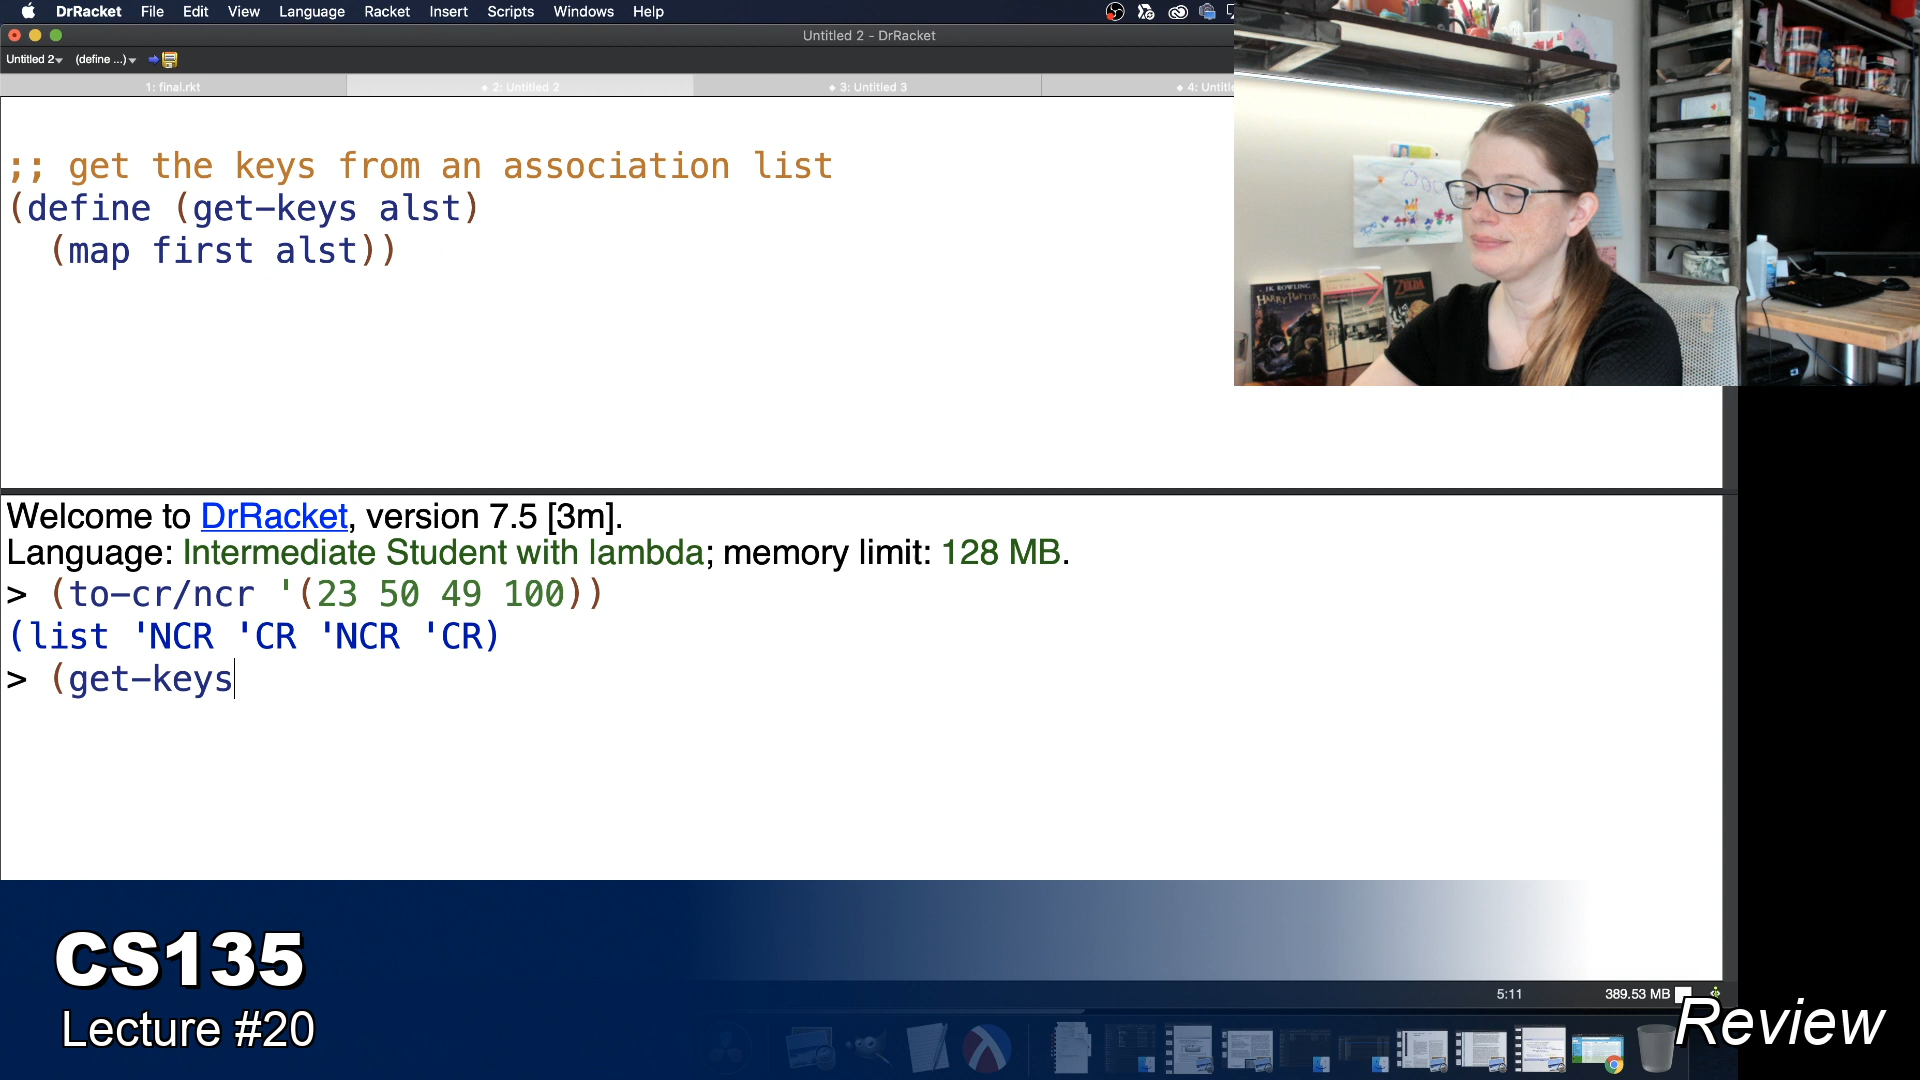 DrRacket File Edit View Language Racket Insert Scripts Windows Help
Untitled 2 - DrRacket
Untitled 2 (define ...)
1: final.rkt 2: Untitled 2 3: Untitled 3
;; get the keys from an association list
(define (get-keys alst)
(map first alst))
J.K. ROWLING
HARRY POTTER
ZELDA
Welcome to DrRacket, version 7.5 [3m].
Language: Intermediate Student with lambda; memory limit: 128 MB.
> (to-cr/ncr '(23 50 49 100))
(list 'NCR 'CR 'NCR 'CR)
> (get-keys
CS135
Lecture #20
5:11 389.53 MB
Review